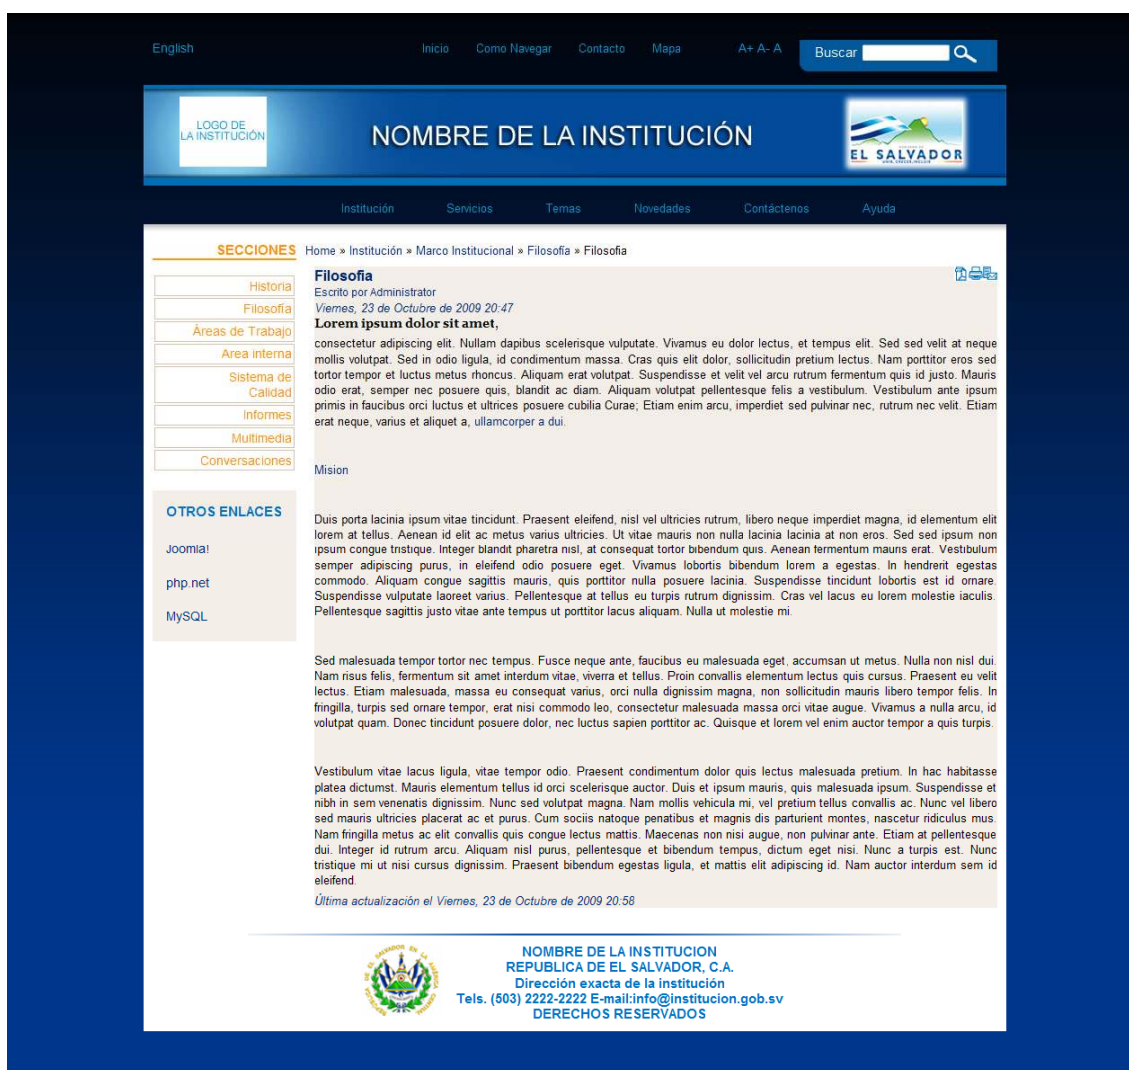 English Inicio Como Navegar Contacto Mapa A+ A- A Buscar
LOGO DE
LA INSTITUCIÓN
NOMBRE DE LA INSTITUCIÓN
EL SALVADOR
Institución Servicios Temas Novedades Contáctenos Ayuda
SECCIONES
Historia
Filosofía
Áreas de Trabajo
Area interna
Sistema de
Calidad
Informes
Multimedia
Conversaciones
OTROS ENLACES
Joomla!
php.net
MySQL
Home » Institución » Marco Institucional » Filosofía » Filosofia
Filosofia
Escrito por Administrator
Viernes, 23 de Octubre de 2009 20:47
Lorem ipsum dolor sit amet,
consectetur adipiscing elit. Nullam dapibus scelerisque vulputate. Vivamus eu dolor lectus, et tempus elit. Sed sed velit at neque
mollis volutpat. Sed in odio ligula, id condimentum massa. Cras quis elit dolor, sollicitudin pretium lectus. Nam porttitor eros sed
tortor tempor et luctus metus rhoncus. Aliquam erat volutpat. Suspendisse et velit vel arcu rutrum fermentum quis id justo. Mauris
odio erat, semper nec posuere quis, blandit ac diam. Aliquam volutpat pellentesque felis a vestibulum. Vestibulum ante ipsum
primis in faucibus orci luctus et ultrices posuere cubilia Curae; Etiam enim arcu, imperdiet sed pulvinar nec, rutrum nec velit. Etiam
erat neque, varius et aliquet a, ullamcorper a dui.
Mision
Duis porta lacinia ipsum vitae tincidunt. Praesent eleifend, nisl vel ultricies rutrum, libero neque imperdiet magna, id elementum elit
lorem at tellus. Aenean id elit ac metus varius ultricies. Ut vitae mauris non nulla lacinia lacinia at non eros. Sed sed ipsum non
ipsum congue tristique. Integer blandit pharetra nisl, at consequat tortor bibendum quis. Aenean fermentum mauris erat. Vestibulum
semper adipiscing purus, in eleifend odio posuere eget. Vivamus lobortis bibendum lorem a egestas. In hendrerit egestas
commodo. Aliquam congue sagittis mauris, quis porttitor nulla posuere lacinia. Suspendisse tincidunt lobortis est id ornare.
Suspendisse vulputate laoreet varius. Pellentesque at tellus eu turpis rutrum dignissim. Cras vel lacus eu lorem molestie iaculis.
Pellentesque sagittis justo vitae ante tempus ut porttitor lacus aliquam. Nulla ut molestie mi.
Sed malesuada tempor tortor nec tempus. Fusce neque ante, faucibus eu malesuada eget, accumsan ut metus. Nulla non nisl dui.
Nam risus felis, fermentum sit amet interdum vitae, viverra et tellus. Proin convallis elementum lectus quis cursus. Praesent eu velit
lectus. Etiam malesuada, massa eu consequat varius, orci nulla dignissim magna, non sollicitudin mauris libero tempor felis. In
fringilla, turpis sed ornare tempor, erat nisi commodo leo, consectetur malesuada massa orci vitae augue. Vivamus a nulla arcu, id
volutpat quam. Donec tincidunt posuere dolor, nec luctus sapien porttitor ac. Quisque et lorem vel enim auctor tempor a quis turpis.
Vestibulum vitae lacus ligula, vitae tempor odio. Praesent condimentum dolor quis lectus malesuada pretium. In hac habitasse
platea dictumst. Mauris elementum tellus id orci scelerisque auctor. Duis et ipsum mauris, quis malesuada ipsum. Suspendisse et
nibh in sem venenatis dignissim. Nunc sed volutpat magna. Nam mollis vehicula mi, vel pretium tellus convallis ac. Nunc vel libero
sed mauris ultricies placerat ac et purus. Cum sociis natoque penatibus et magnis dis parturient montes, nascetur ridiculus mus.
Nam fringilla metus ac elit convallis quis congue lectus mattis. Maecenas non nisi augue, non pulvinar ante. Etiam at pellentesque
dui. Integer id rutrum arcu. Aliquam nisl purus, pellentesque et bibendum tempus, dictum eget nisi. Nunc a turpis est. Nunc
tristique mi ut nisi cursus dignissim. Praesent bibendum egestas ligula, et mattis elit adipiscing id. Nam auctor interdum sem id
eleifend.
Última actualización el Viernes, 23 de Octubre de 2009 20:58
NOMBRE DE LA INSTITUCION
REPUBLICA DE EL SALVADOR, C.A.
Dirección exacta de la institución
Tels. (503) 2222-2222 E-mail:info@institucion.gob.sv
DERECHOS RESERVADOS